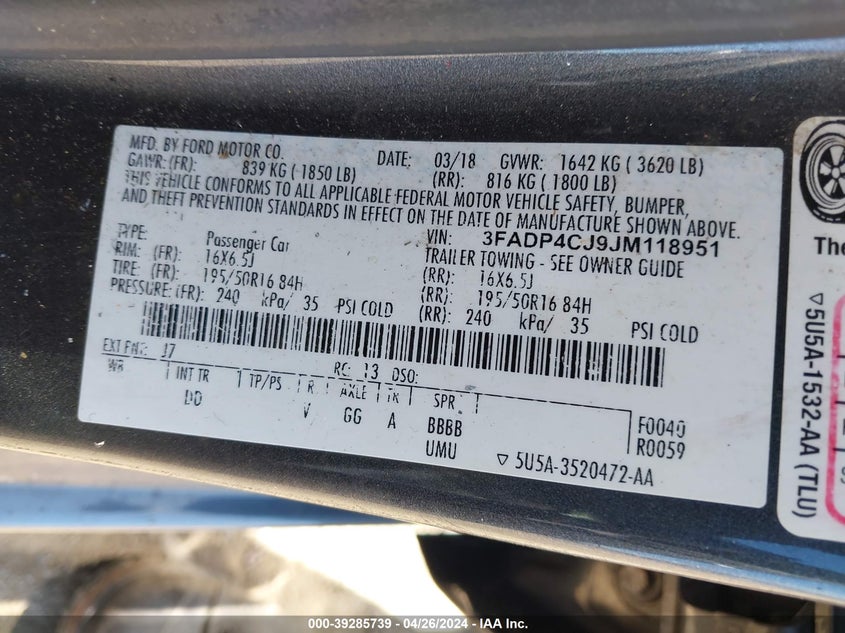 MFD. BY FORD MOTOR CO. DATE: 03/18 GVWR: 1642 KG ( 3620 LB)
GAWR: (FR): 839 KG ( 1850 LB) (RR): 816 KG ( 1800 LB)
THIS VEHICLE CONFORMS TO ALL APPLICABLE FEDERAL MOTOR VEHICLE SAFETY, BUMPER,
AND THEFT PREVENTION STANDARDS IN EFFECT ON THE DATE OF MANUFACTURE SHOWN ABOVE.
VIN: 3FADP4CJ9JM118951
TYPE: Passenger Car TRAILER TOWING - SEE OWNER GUIDE
RIM: (FR): 16X6.5J (RR): 16X6.5J
TIRE: (FR): 195/50R16 84H (RR): 195/50R16 84H
PRESSURE: (FR): 240 kPa/ 35 PSI COLD (RR): 240 kPa/ 35 PSI COLD
EXT PNT: J7 RC: 13 DSO:
WB INT TR TP/PS R AXLE TR SPR
DD V GG A BBBB F0040
UMU R0059
▽ 5U5A-3520472-AA
The
▽5U5A-1532-AA (TLU)
000-39285739 - 04/26/2024 - IAA Inc.